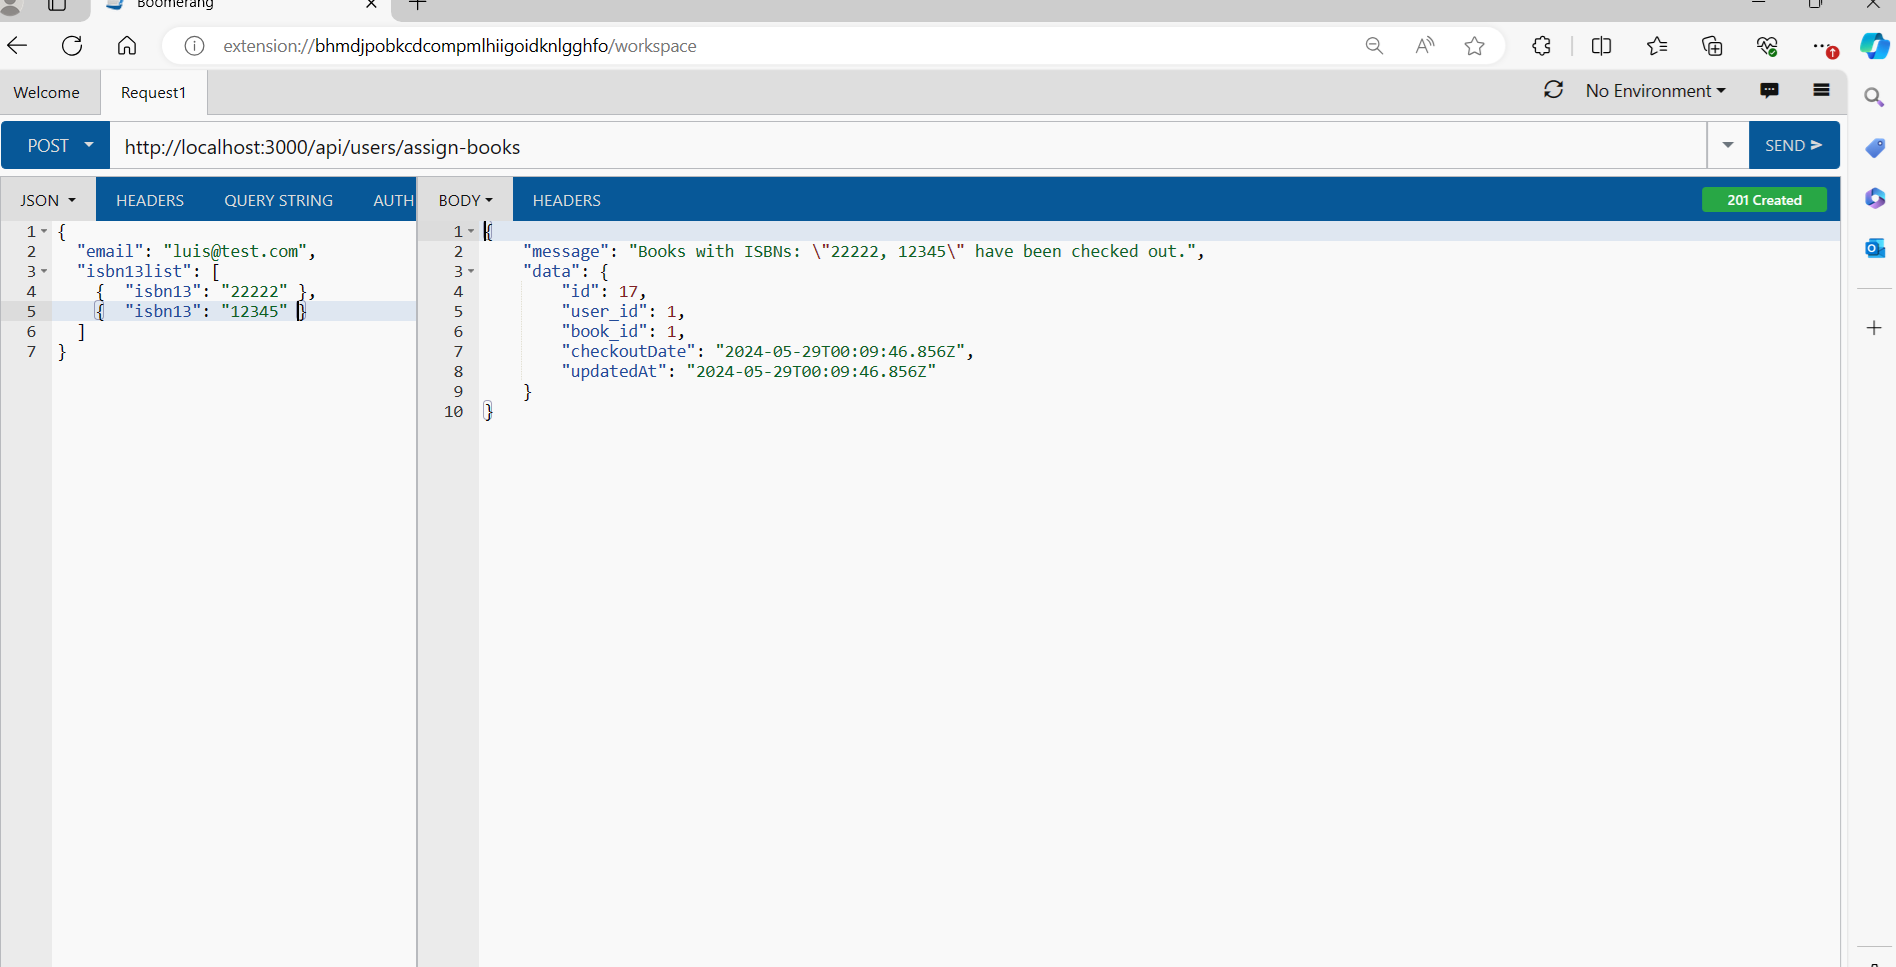 Boomerang
extension://bhmdjpobkcdcompmlhiigoidknlgghfo/workspace
Welcome
Request1
No Environment
POST
http://localhost:3000/api/users/assign-books
SEND
JSON
HEADERS
QUERY STRING
AUTH
BODY
HEADERS
201 Created
1 {
2 "email": "luis@test.com",
3 "isbn13list": [
4 { "isbn13": "22222" },
5 { "isbn13": "12345" }
6 ]
7 }
1 {
2 "message": "Books with ISBNs: \"22222, 12345\" have been checked out.",
3 "data": {
4 "id": 17,
5 "user_id": 1,
6 "book_id": 1,
7 "checkoutDate": "2024-05-29T00:09:46.856Z",
8 "updatedAt": "2024-05-29T00:09:46.856Z"
9 }
10 }